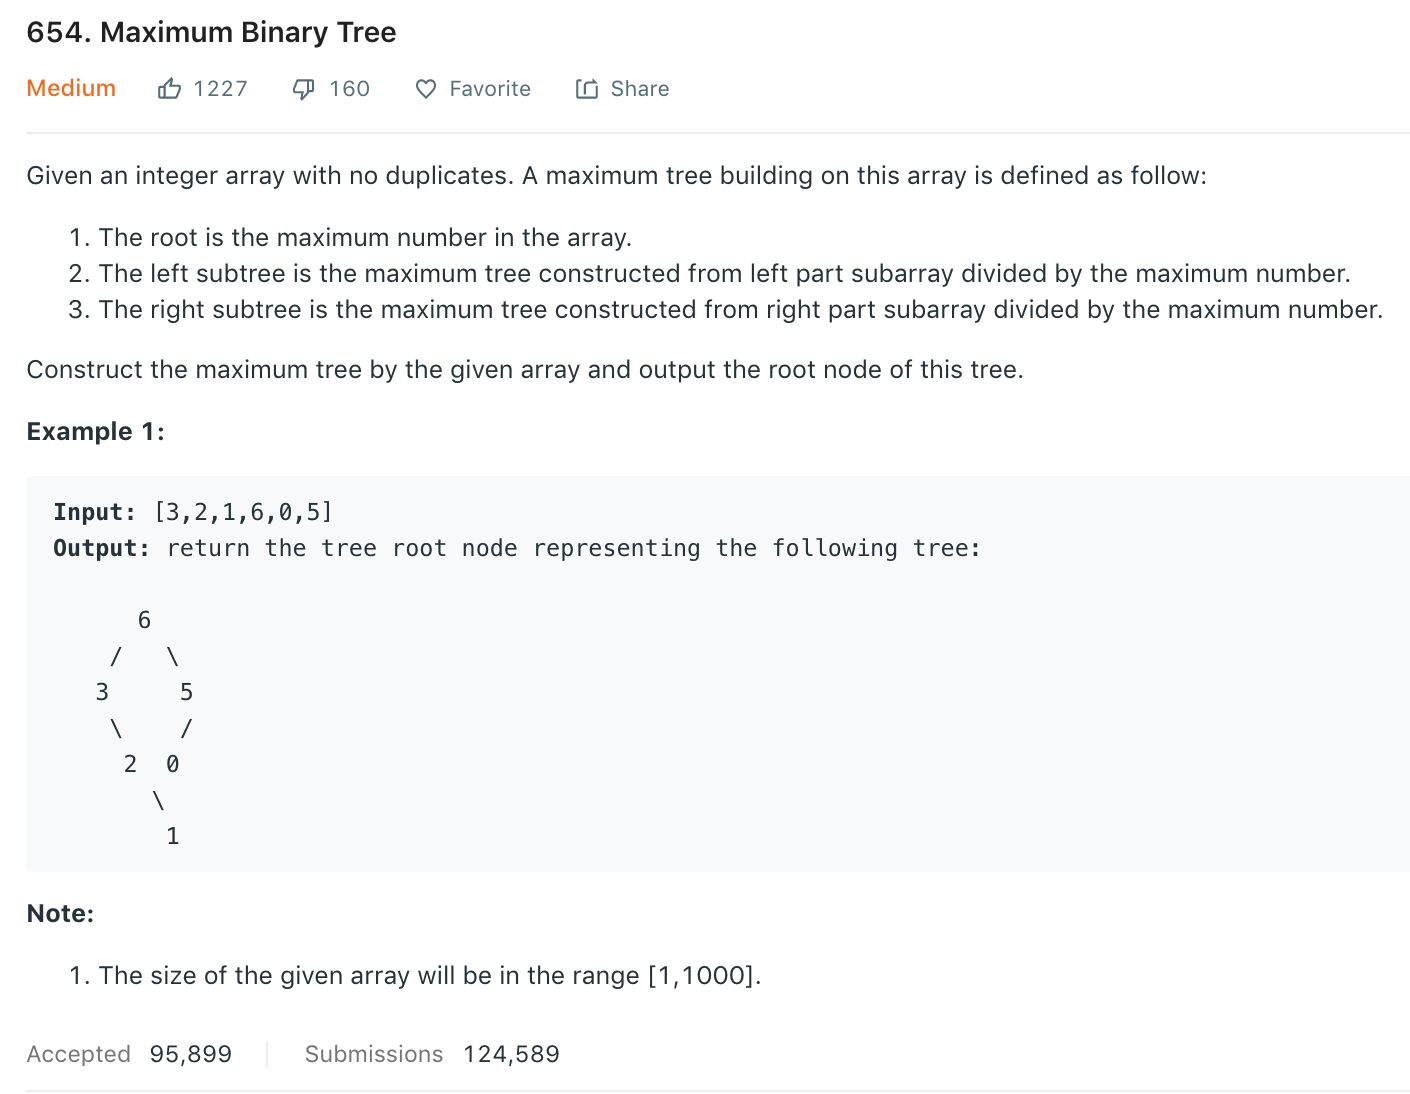 654. Maximum Binary Tree
Medium 1227 160 Favorite Share
Given an integer array with no duplicates. A maximum tree building on this array is defined as follow:
1. The root is the maximum number in the array.
2. The left subtree is the maximum tree constructed from left part subarray divided by the maximum number.
3. The right subtree is the maximum tree constructed from right part subarray divided by the maximum number.
Construct the maximum tree by the given array and output the root node of this tree.
Example 1:
Input: [3,2,1,6,0,5]
Output: return the tree root node representing the following tree:
      6
    /   \
   3     5
    \    /
     2  0
       \
        1
Note:
1. The size of the given array will be in the range [1,1000].
Accepted 95,899 Submissions 124,589